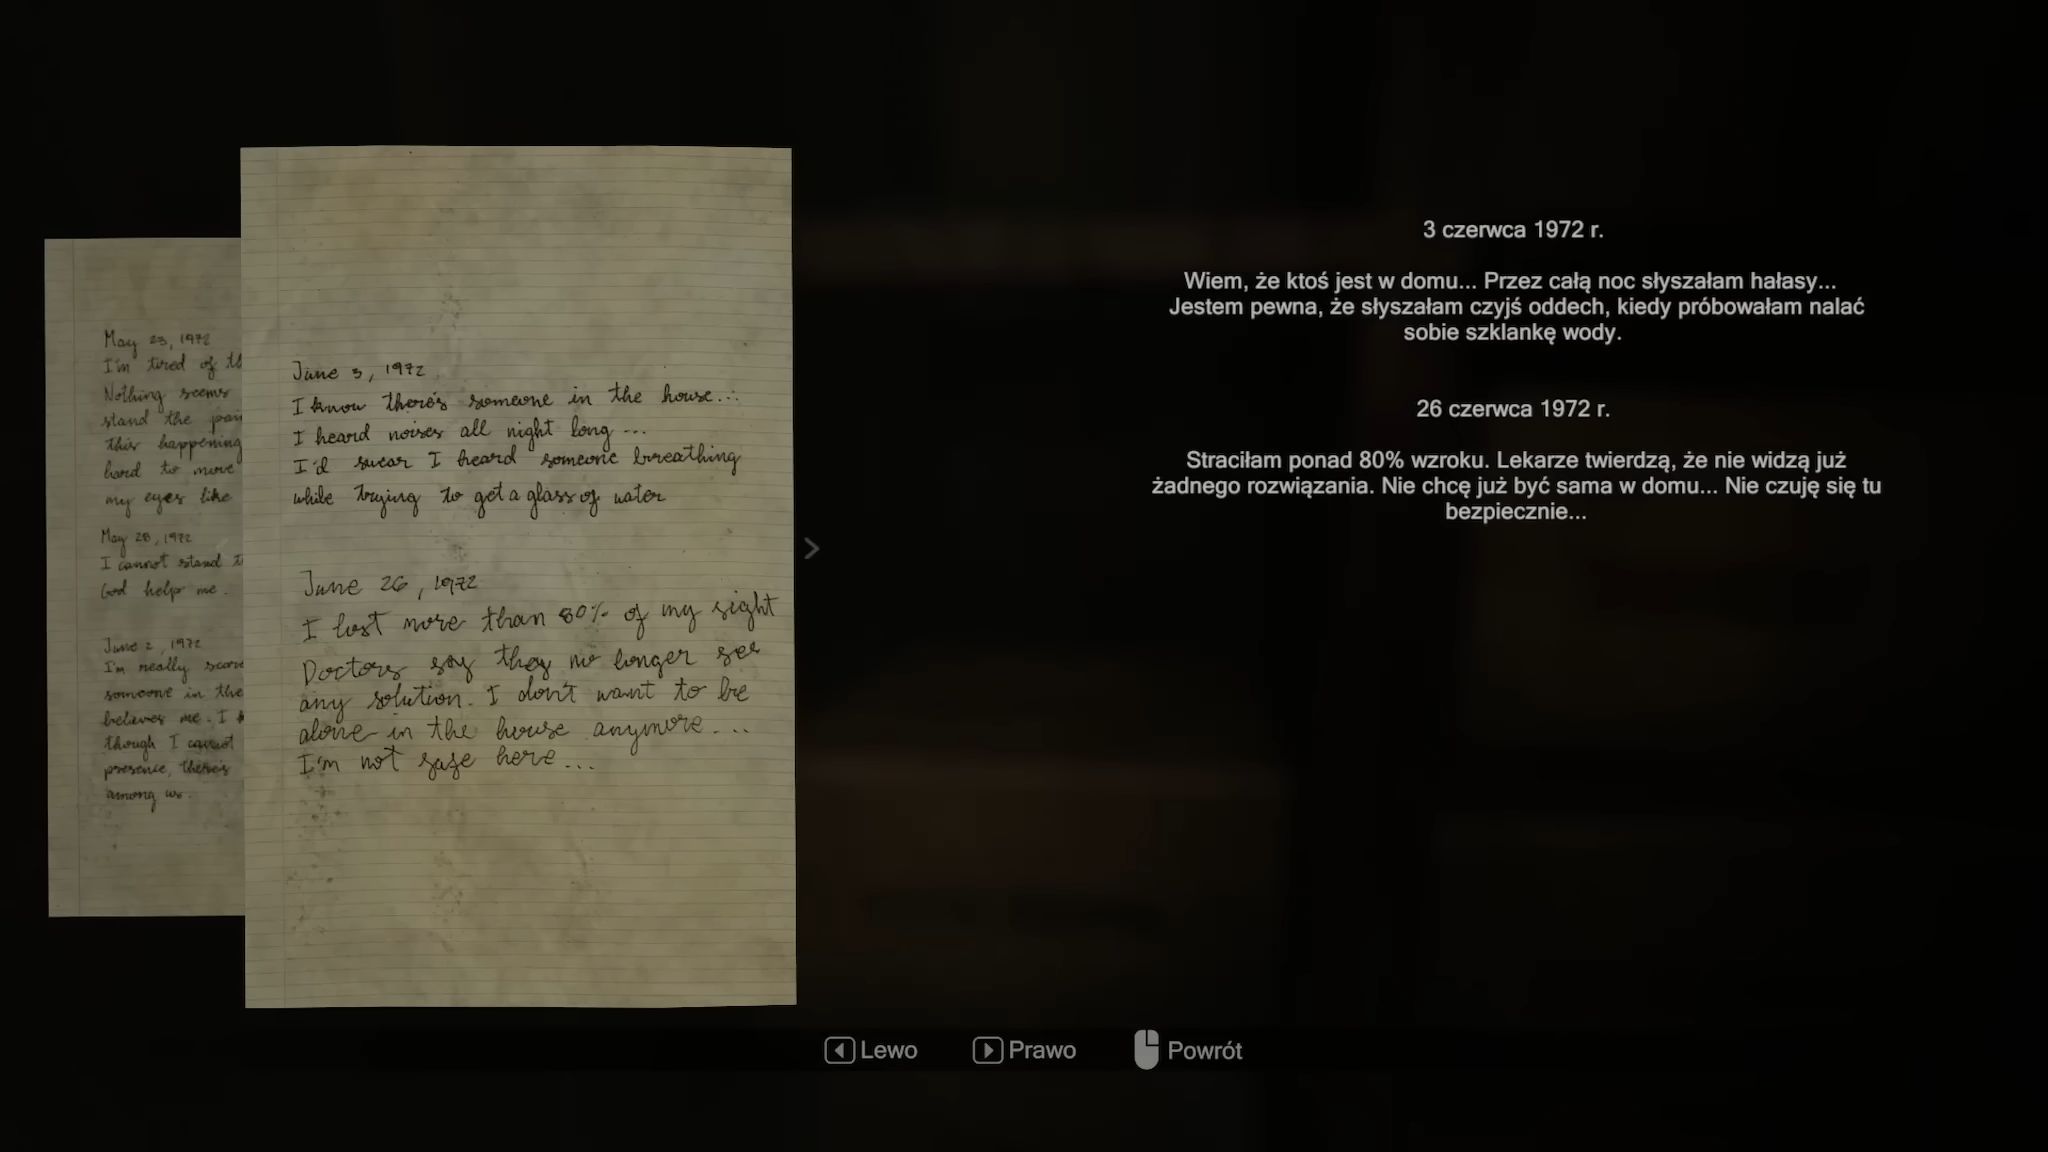 May 23, 1972
I'm tired of
Nothing seems
stand the
this happening
hard to move
my eyes like
May 28, 1972
I cannot stand
God help me.
June 2, 1972
I'm really
someone in the
believes me. I
though I cannot
presence, there's
among us.
June 3, 1972
I know there's someone in the house...
I heard noises all night long...
I'd swear I heard someone breathing
while trying to get a glass of water
June 26, 1972
I lost more than 80% of my sight
Doctors say they no longer see
any solution. I don't want to be
alone in the house anymore...
I'm not safe here...
3 czerwca 1972 r.
Wiem, że ktoś jest w domu... Przez całą noc słyszałam hałasy...
Jestem pewna, że słyszałam czyjś oddech, kiedy próbowałam nalać
sobie szklankę wody.
26 czerwca 1972 r.
Straciłam ponad 80% wzroku. Lekarze twierdzą, że nie widzą już
żadnego rozwiązania. Nie chcę już być sama w domu... Nie czuję się tu
bezpiecznie...
Lewo
Prawo
Powrót